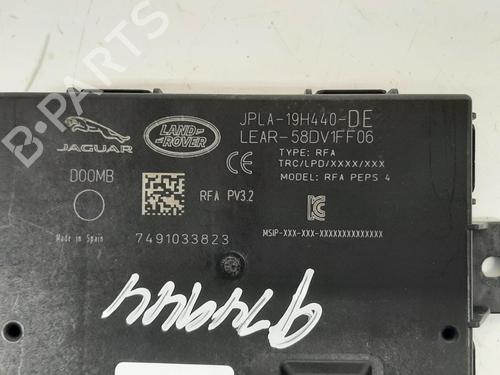 B-PARTS
JAGUAR
LAND-ROVER
JPLA-19H440-DE
LEAR-58DV1FF06
TYPE: RFA
TRC/LPD/XXXX/XXX
MODEL: RFA PEPS 4
CE
DOOMB
RFA PV3.2
Made in Spain
7491033823
MSIP-XXX-XXX-XXXXXXXXXXXXXX